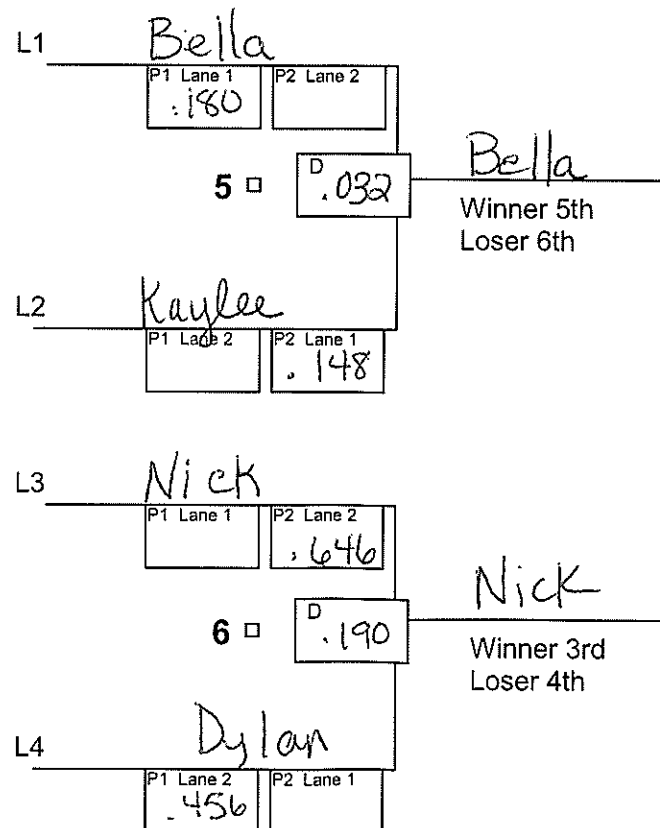 L1 Bella
P1 Lane 1 P2 Lane 2
.180
5 D .032 Bella
Winner 5th
Loser 6th
L2 Kaylee
P1 Lane 2 P2 Lane 1
.148
L3 Nick
P1 Lane 1 P2 Lane 2
.646
6 D .190 Nick
Winner 3rd
Loser 4th
L4 Dylan
P1 Lane 2 P2 Lane 1
.456